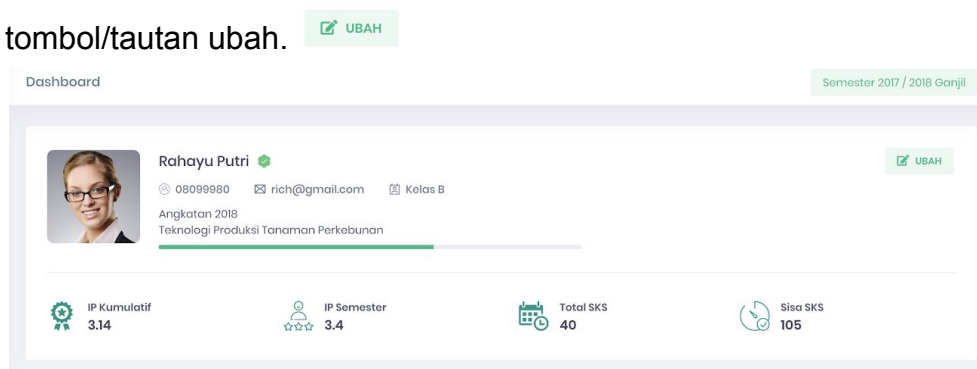 tombol/tautan ubah. UBAH
Dashboard Semester 2017 / 2018 Ganjil
Rahayu Putri UBAH
08099980 rich@gmail.com Kelas B
Angkatan 2018
Teknologi Produksi Tanaman Perkebunan
IP Kumulatif IP Semester Total SKS Sisa SKS
3.14 3.4 40 105